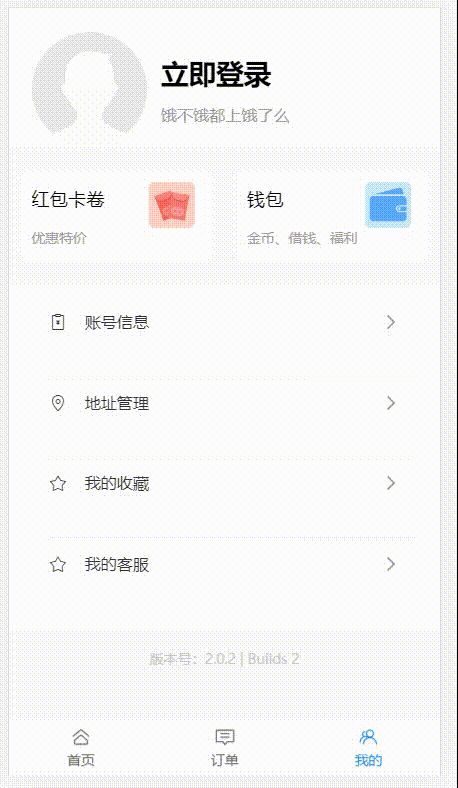 立即登录
饿不饿都上饿了么
红包卡卷
优惠特价
钱包
金币、借钱、福利
账号信息
地址管理
我的收藏
我的客服
版本号：2.0.2 | Builds 2
首页
订单
我的